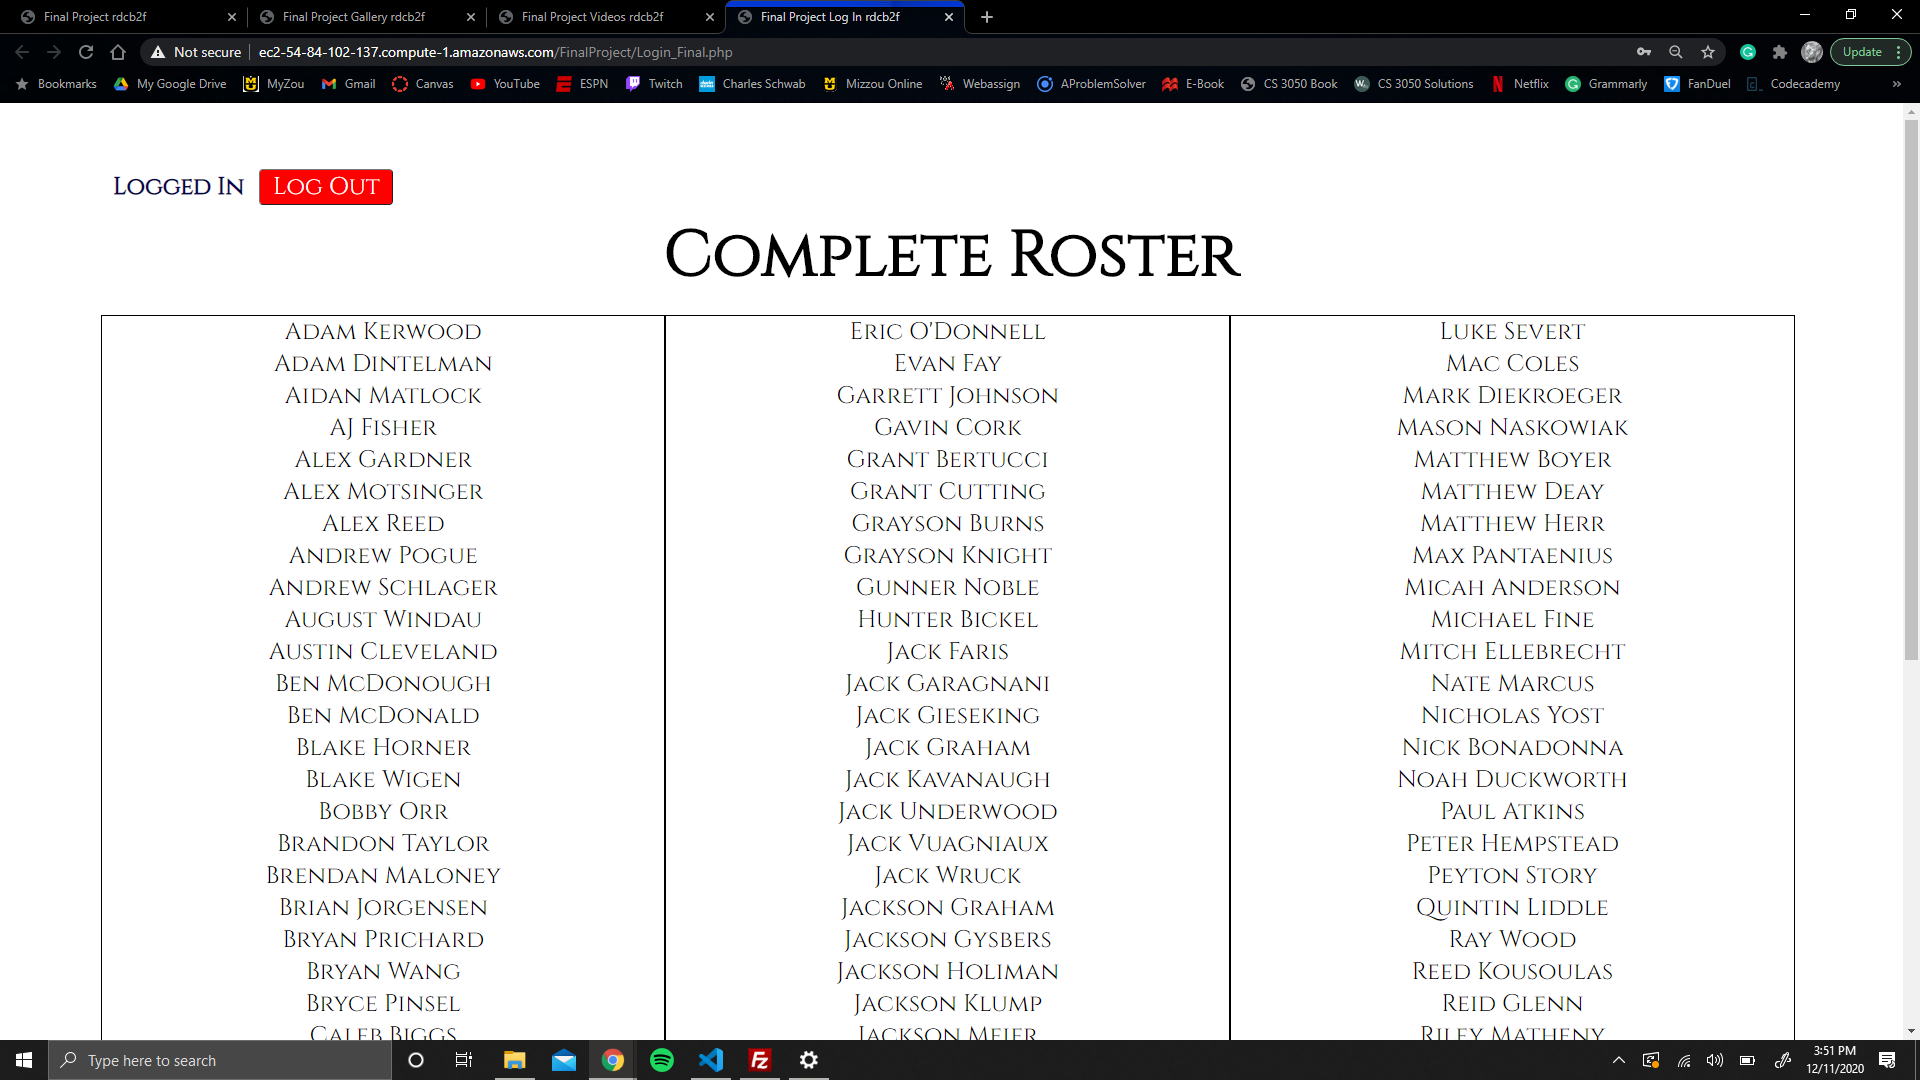 Final Project rdcb2f
Final Project Gallery rdcb2f
Final Project Videos rdcb2f
Final Project Log In rdcb2f
Not secure
ec2-54-84-102-137.compute-1.amazonaws.com/FinalProject/Login_Final.php
Update
Bookmarks
My Google Drive
MyZou
Gmail
Canvas
YouTube
ESPN
Twitch
Charles Schwab
Mizzou Online
Webassign
AProblemSolver
E-Book
CS 3050 Book
CS 3050 Solutions
Netflix
Grammarly
FanDuel
Codecademy
Logged In
Log Out
Complete Roster
Adam Kerwood
Adam Dintelman
Aidan Matlock
AJ Fisher
Alex Gardner
Alex Motsinger
Alex Reed
Andrew Pogue
Andrew Schlager
August Windau
Austin Cleveland
Ben McDonough
Ben McDonald
Blake Horner
Blake Wigen
Bobby Orr
Brandon Taylor
Brendan Maloney
Brian Jorgensen
Bryan Prichard
Bryan Wang
Bryce Pinsel
Caleb Biggs
Eric O'Donnell
Evan Fay
Garrett Johnson
Gavin Cork
Grant Bertucci
Grant Cutting
Grayson Burns
Grayson Knight
Gunner Noble
Hunter Bickel
Jack Faris
Jack Garagnani
Jack Gieseking
Jack Graham
Jack Kavanaugh
Jack Underwood
Jack Vuagniaux
Jack Wruck
Jackson Graham
Jackson Gysbers
Jackson Holiman
Jackson Klump
Jackson Meier
Luke Severt
Mac Coles
Mark Diekroeger
Mason Naskowiak
Matthew Boyer
Matthew Deay
Matthew Herr
Max Pantaenius
Micah Anderson
Michael Fine
Mitch Ellebrecht
Nate Marcus
Nicholas Yost
Nick Bonadonna
Noah Duckworth
Paul Atkins
Peter Hempstead
Peyton Story
Quintin Liddle
Ray Wood
Reed Kousoulas
Reid Glenn
Riley Matheny
Type here to search
3:51 PM
12/11/2020